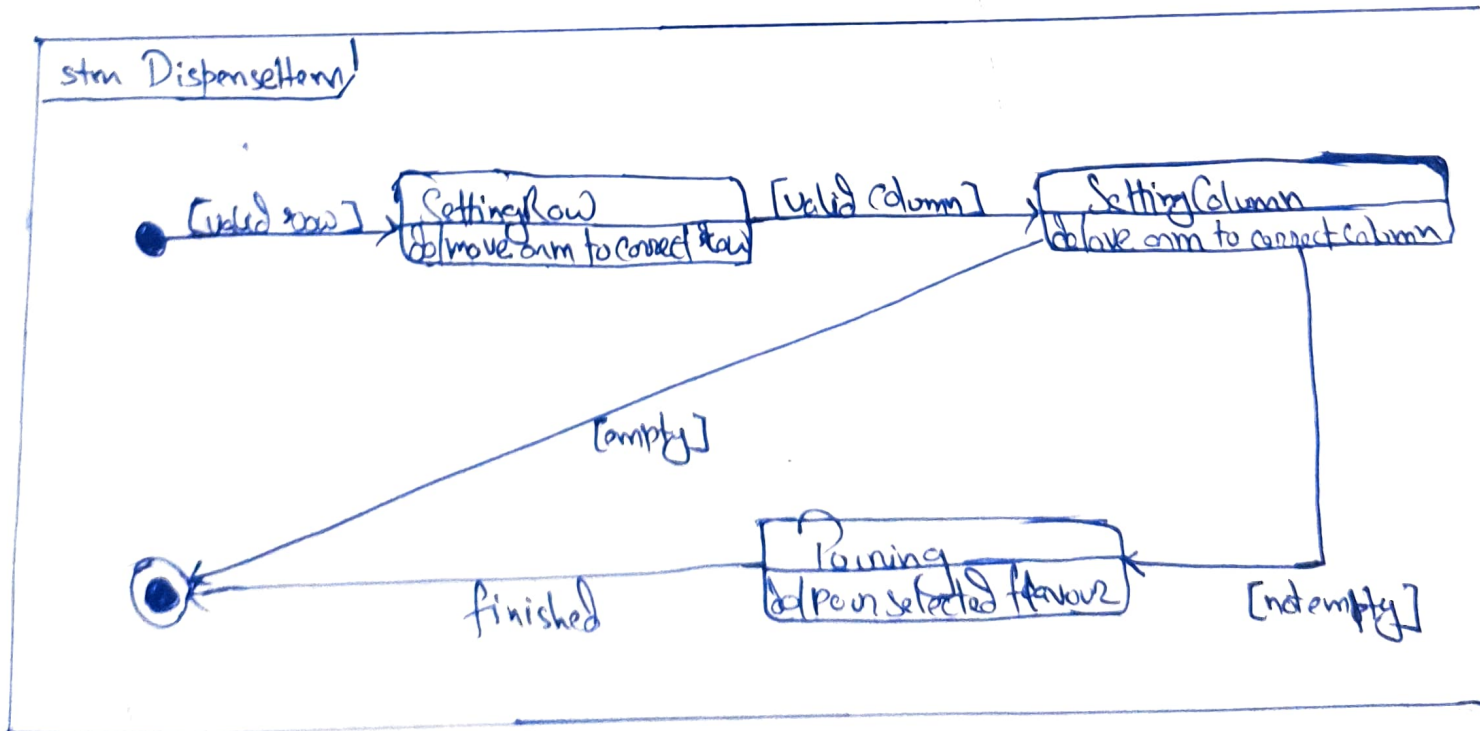 stm DispenseItem
[valid row]
SettingRow
do/move arm to correct row
[valid column]
SettingColumn
do/ove arm to correct column
[empty]
Pouring
do/pour selected flavour
finished
[not empty]